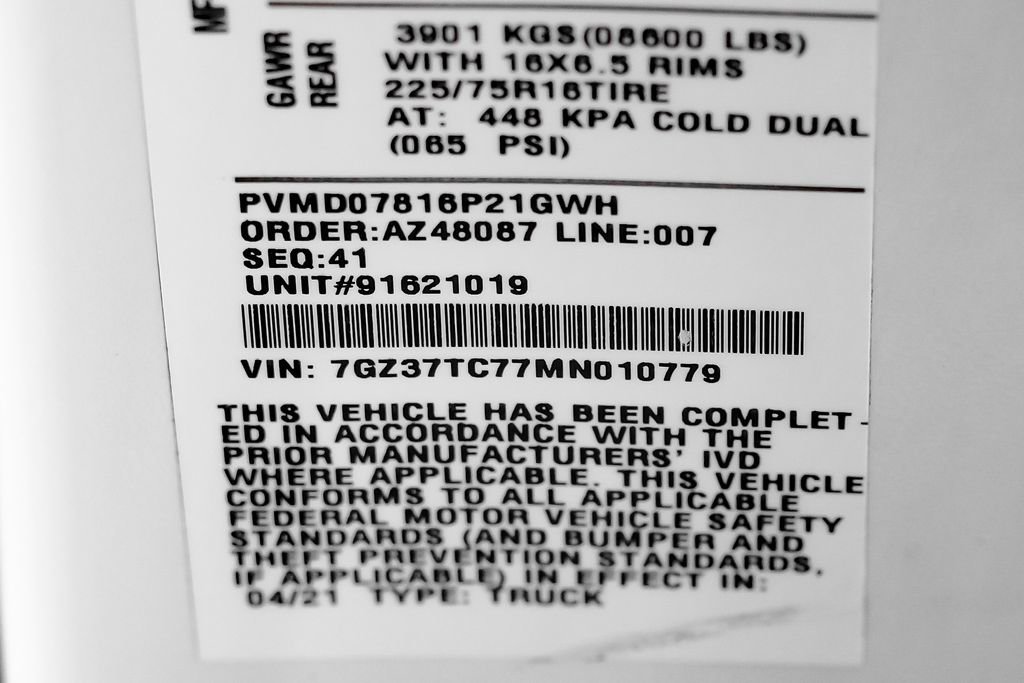 MF
GAWR
REAR
3901 KGS(08600 LBS)
WITH 16X6.5 RIMS
225/75R16TIRE
AT: 448 KPA COLD DUAL
(065 PSI)
PVMD07816P21GWH
ORDER:AZ48087 LINE:007
SEQ:41
UNIT#91621019
VIN: 7GZ37TC77MN010779
THIS VEHICLE HAS BEEN COMPLET-
ED IN ACCORDANCE WITH THE
PRIOR MANUFACTURERS' IVD
WHERE APPLICABLE. THIS VEHICLE
CONFORMS TO ALL APPLICABLE
FEDERAL MOTOR VEHICLE SAFETY
STANDARDS (AND BUMPER AND
THEFT PREVENTION STANDARDS,
IF APPLICABLE) IN EFFECT IN:
04/21 TYPE: TRUCK